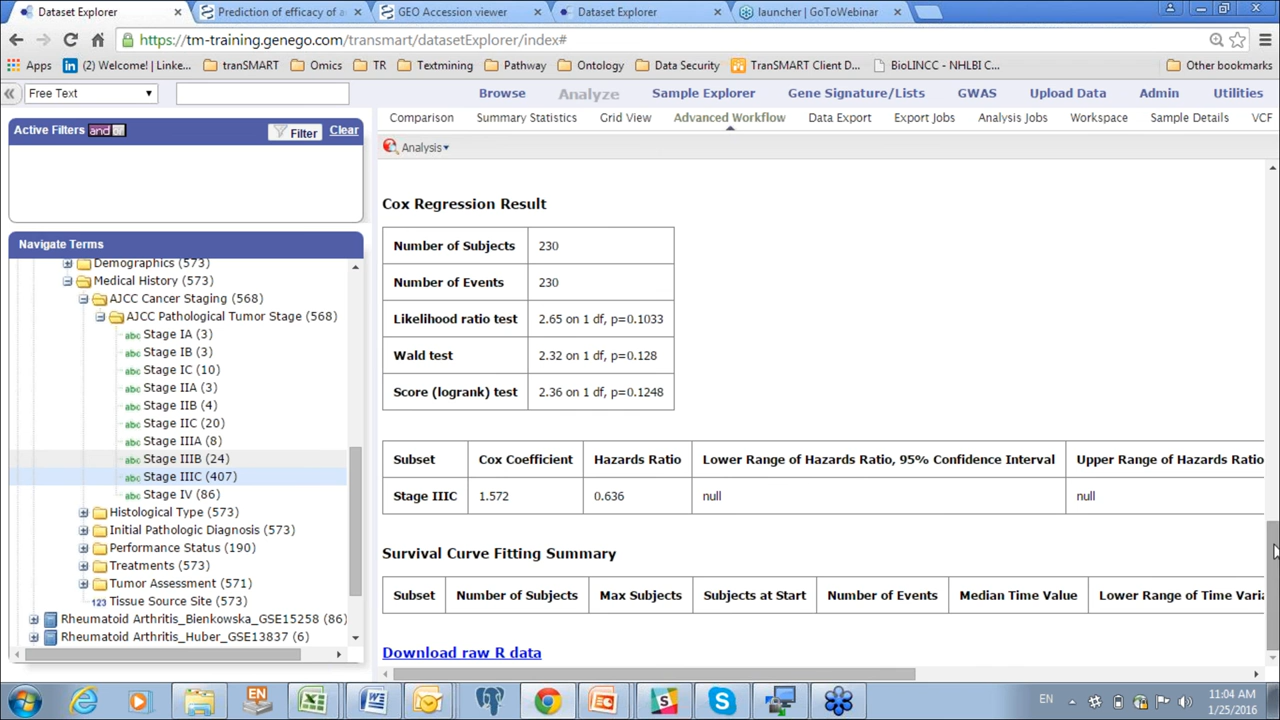 Dataset Explorer
Prediction of efficacy of a
GEO Accession viewer
Dataset Explorer
launcher | GoToWebinar
https://tm-training.genego.com/transmart/datasetExplorer/index#
Apps
(2) Welcome! | Linke...
tranSMART
Omics
TR
Textmining
Pathway
Ontology
Data Security
TranSMART Client D...
BioLINCC - NHLBI C...
Other bookmarks
Free Text
Browse
Analyze
Sample Explorer
Gene Signature/Lists
GWAS
Upload Data
Admin
Utilities
Active Filters and or
Filter
Clear
Comparison
Summary Statistics
Grid View
Advanced Workflow
Data Export
Export Jobs
Analysis Jobs
Workspace
Sample Details
VCF
Analysis
Navigate Terms
Demographics (573)
Medical History (573)
AJCC Cancer Staging (568)
AJCC Pathological Tumor Stage (568)
abc Stage IA (3)
abc Stage IB (3)
abc Stage IC (10)
abc Stage IIA (3)
abc Stage IIB (4)
abc Stage IIC (20)
abc Stage IIIA (8)
abc Stage IIIB (24)
abc Stage IIIC (407)
abc Stage IV (86)
Histological Type (573)
Initial Pathologic Diagnosis (573)
Performance Status (190)
Treatments (573)
Tumor Assessment (571)
123 Tissue Source Site (573)
Rheumatoid Arthritis_Bienkowska_GSE15258 (86)
Rheumatoid Arthritis_Huber_GSE13837 (6)
Cox Regression Result
Number of Subjects 230
Number of Events 230
Likelihood ratio test 2.65 on 1 df, p=0.1033
Wald test 2.32 on 1 df, p=0.128
Score (logrank) test 2.36 on 1 df, p=0.1248
Subset Cox Coefficient Hazards Ratio Lower Range of Hazards Ratio, 95% Confidence Interval Upper Range of Hazards Ratio
Stage IIIC 1.572 0.636 null null
Survival Curve Fitting Summary
Subset Number of Subjects Max Subjects Subjects at Start Number of Events Median Time Value Lower Range of Time Varia
Download raw R data
EN
EN
11:04 AM
1/25/2016